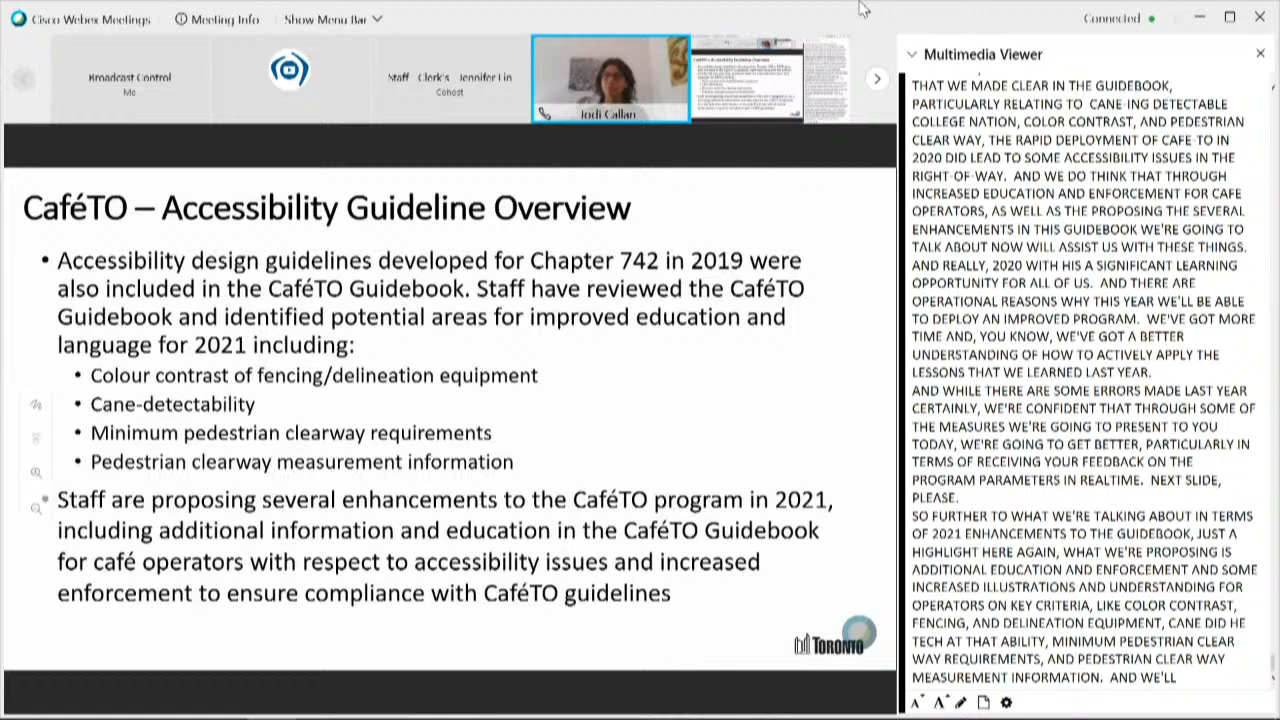 Cisco Webex Meetings
Meeting Info
Show Menu Bar
Connected
Broadcast Control
Staff Clerk's Jennifer Lin
Cohost
Jodi Callan
Multimedia Viewer
CaféTO – Accessibility Guideline Overview
• Accessibility design guidelines developed for Chapter 742 in 2019 were
also included in the CaféTO Guidebook. Staff have reviewed the CaféTO
Guidebook and identified potential areas for improved education and
language for 2021 including:
• Colour contrast of fencing/delineation equipment
• Cane-detectability
• Minimum pedestrian clearway requirements
• Pedestrian clearway measurement information
• Staff are proposing several enhancements to the CaféTO program in 2021,
including additional information and education in the CaféTO Guidebook
for café operators with respect to accessibility issues and increased
enforcement to ensure compliance with CaféTO guidelines
TORONTO
THAT WE MADE CLEAR IN THE GUIDEBOOK,
PARTICULARLY RELATING TO CANE-ING DETECTABLE
COLLEGE NATION, COLOR CONTRAST, AND PEDESTRIAN
CLEAR WAY, THE RAPID DEPLOYMENT OF CAFE-TO IN
2020 DID LEAD TO SOME ACCESSIBILITY ISSUES IN THE
RIGHT-OF-WAY. AND WE DO THINK THAT THROUGH
INCREASED EDUCATION AND ENFORCEMENT FOR CAFE
OPERATORS, AS WELL AS THE PROPOSING THE SEVERAL
ENHANCEMENTS IN THIS GUIDEBOOK WE'RE GOING TO
TALK ABOUT NOW WILL ASSIST US WITH THESE THINGS.
AND REALLY, 2020 WITH HIS A SIGNIFICANT LEARNING
OPPORTUNITY FOR ALL OF US. AND THERE ARE
OPERATIONAL REASONS WHY THIS YEAR WE'LL BE ABLE
TO DEPLOY AN IMPROVED PROGRAM. WE'VE GOT MORE
TIME AND, YOU KNOW, WE'VE GOT A BETTER
UNDERSTANDING OF HOW TO ACTIVELY APPLY THE
LESSONS THAT WE LEARNED LAST YEAR.
AND WHILE THERE ARE SOME ERRORS MADE LAST YEAR
CERTAINLY, WE'RE CONFIDENT THAT THROUGH SOME OF
THE MEASURES WE'RE GOING TO PRESENT TO YOU
TODAY, WE'RE GOING TO GET BETTER, PARTICULARLY IN
TERMS OF RECEIVING YOUR FEEDBACK ON THE
PROGRAM PARAMETERS IN REALTIME. NEXT SLIDE,
PLEASE.
SO FURTHER TO WHAT WE'RE TALKING ABOUT IN TERMS
OF 2021 ENHANCEMENTS TO THE GUIDEBOOK, JUST A
HIGHLIGHT HERE AGAIN, WHAT WE'RE PROPOSING IS
ADDITIONAL EDUCATION AND ENFORCEMENT AND SOME
INCREASED ILLUSTRATIONS AND UNDERSTANDING FOR
OPERATORS ON KEY CRITERIA, LIKE COLOR CONTRAST,
FENCING, AND DELINEATION EQUIPMENT, CANE DID HE
TECH AT THAT ABILITY, MINIMUM PEDESTRIAN CLEAR
WAY REQUIREMENTS, AND PEDESTRIAN CLEAR WAY
MEASUREMENT INFORMATION. AND WE'LL